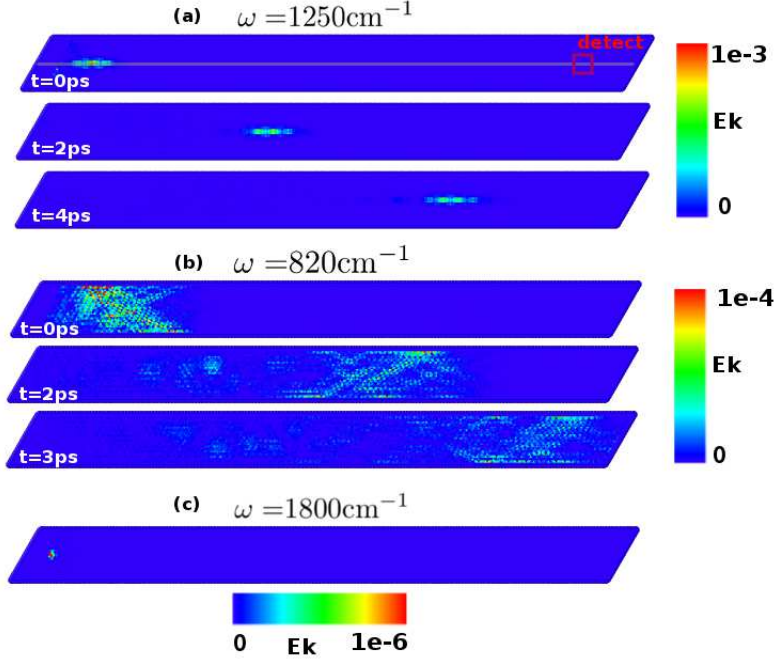 (a) ω =1250cm⁻¹
detect
t=0ps
t=2ps
t=4ps
1e-3
Ek
0
(b) ω =820cm⁻¹
t=0ps
t=2ps
t=3ps
1e-4
Ek
0
(c) ω =1800cm⁻¹
0 Ek 1e-6